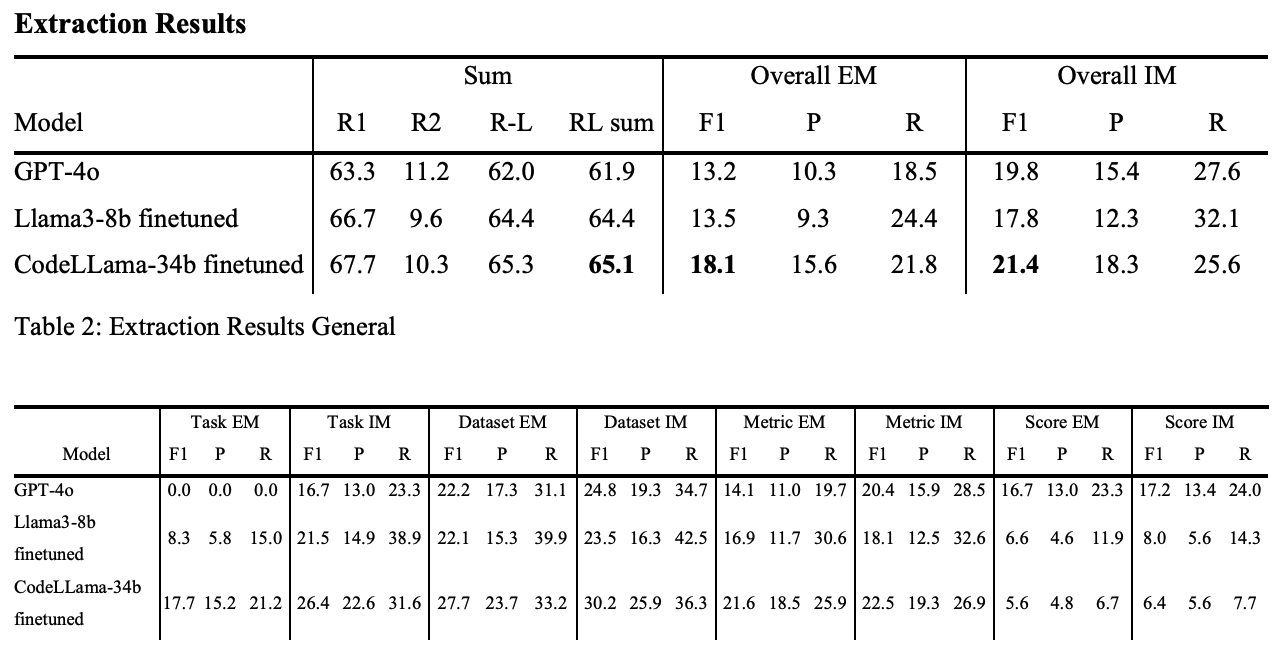 Extraction Results
Sum Overall EM Overall IM
Model R1 R2 R-L RL sum F1 P R F1 P R
GPT-4o 63.3 11.2 62.0 61.9 13.2 10.3 18.5 19.8 15.4 27.6
Llama3-8b finetuned 66.7 9.6 64.4 64.4 13.5 9.3 24.4 17.8 12.3 32.1
CodeLLama-34b finetuned 67.7 10.3 65.3 65.1 18.1 15.6 21.8 21.4 18.3 25.6
Table 2: Extraction Results General
Task EM Task IM Dataset EM Dataset IM Metric EM Metric IM Score EM Score IM
Model F1 P R F1 P R F1 P R F1 P R F1 P R F1 P R F1 P R F1 P R
GPT-4o 0.0 0.0 0.0 16.7 13.0 23.3 22.2 17.3 31.1 24.8 19.3 34.7 14.1 11.0 19.7 20.4 15.9 28.5 16.7 13.0 23.3 17.2 13.4 24.0
Llama3-8b
finetuned 8.3 5.8 15.0 21.5 14.9 38.9 22.1 15.3 39.9 23.5 16.3 42.5 16.9 11.7 30.6 18.1 12.5 32.6 6.6 4.6 11.9 8.0 5.6 14.3
CodeLLama-34b
finetuned 17.7 15.2 21.2 26.4 22.6 31.6 27.7 23.7 33.2 30.2 25.9 36.3 21.6 18.5 25.9 22.5 19.3 26.9 5.6 4.8 6.7 6.4 5.6 7.7